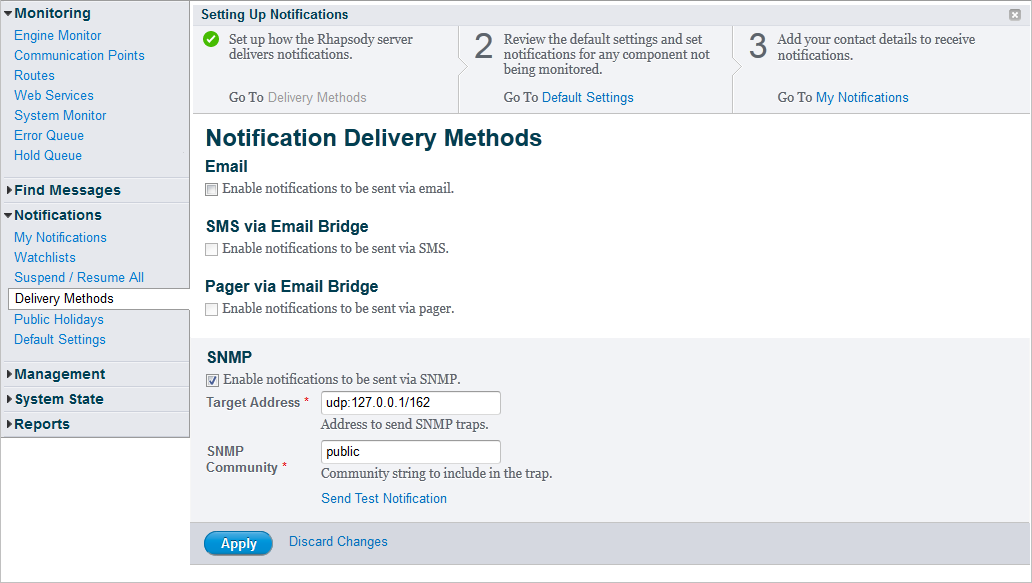 Monitoring
Engine Monitor
Communication Points
Routes
Web Services
System Monitor
Error Queue
Hold Queue
Find Messages
Notifications
My Notifications
Watchlists
Suspend / Resume All
Delivery Methods
Public Holidays
Default Settings
Management
System State
Reports
Setting Up Notifications
Set up how the Rhapsody server
delivers notifications.
Go To Delivery Methods
2
Review the default settings and set
notifications for any component not
being monitored.
Go To Default Settings
3
Add your contact details to receive
notifications.
Go To My Notifications
Notification Delivery Methods
Email
Enable notifications to be sent via email.
SMS via Email Bridge
Enable notifications to be sent via SMS.
Pager via Email Bridge
Enable notifications to be sent via pager.
SNMP
Enable notifications to be sent via SNMP.
Target Address * udp:127.0.0.1/162
Address to send SNMP traps.
SNMP
Community * public
Community string to include in the trap.
Send Test Notification
Apply Discard Changes